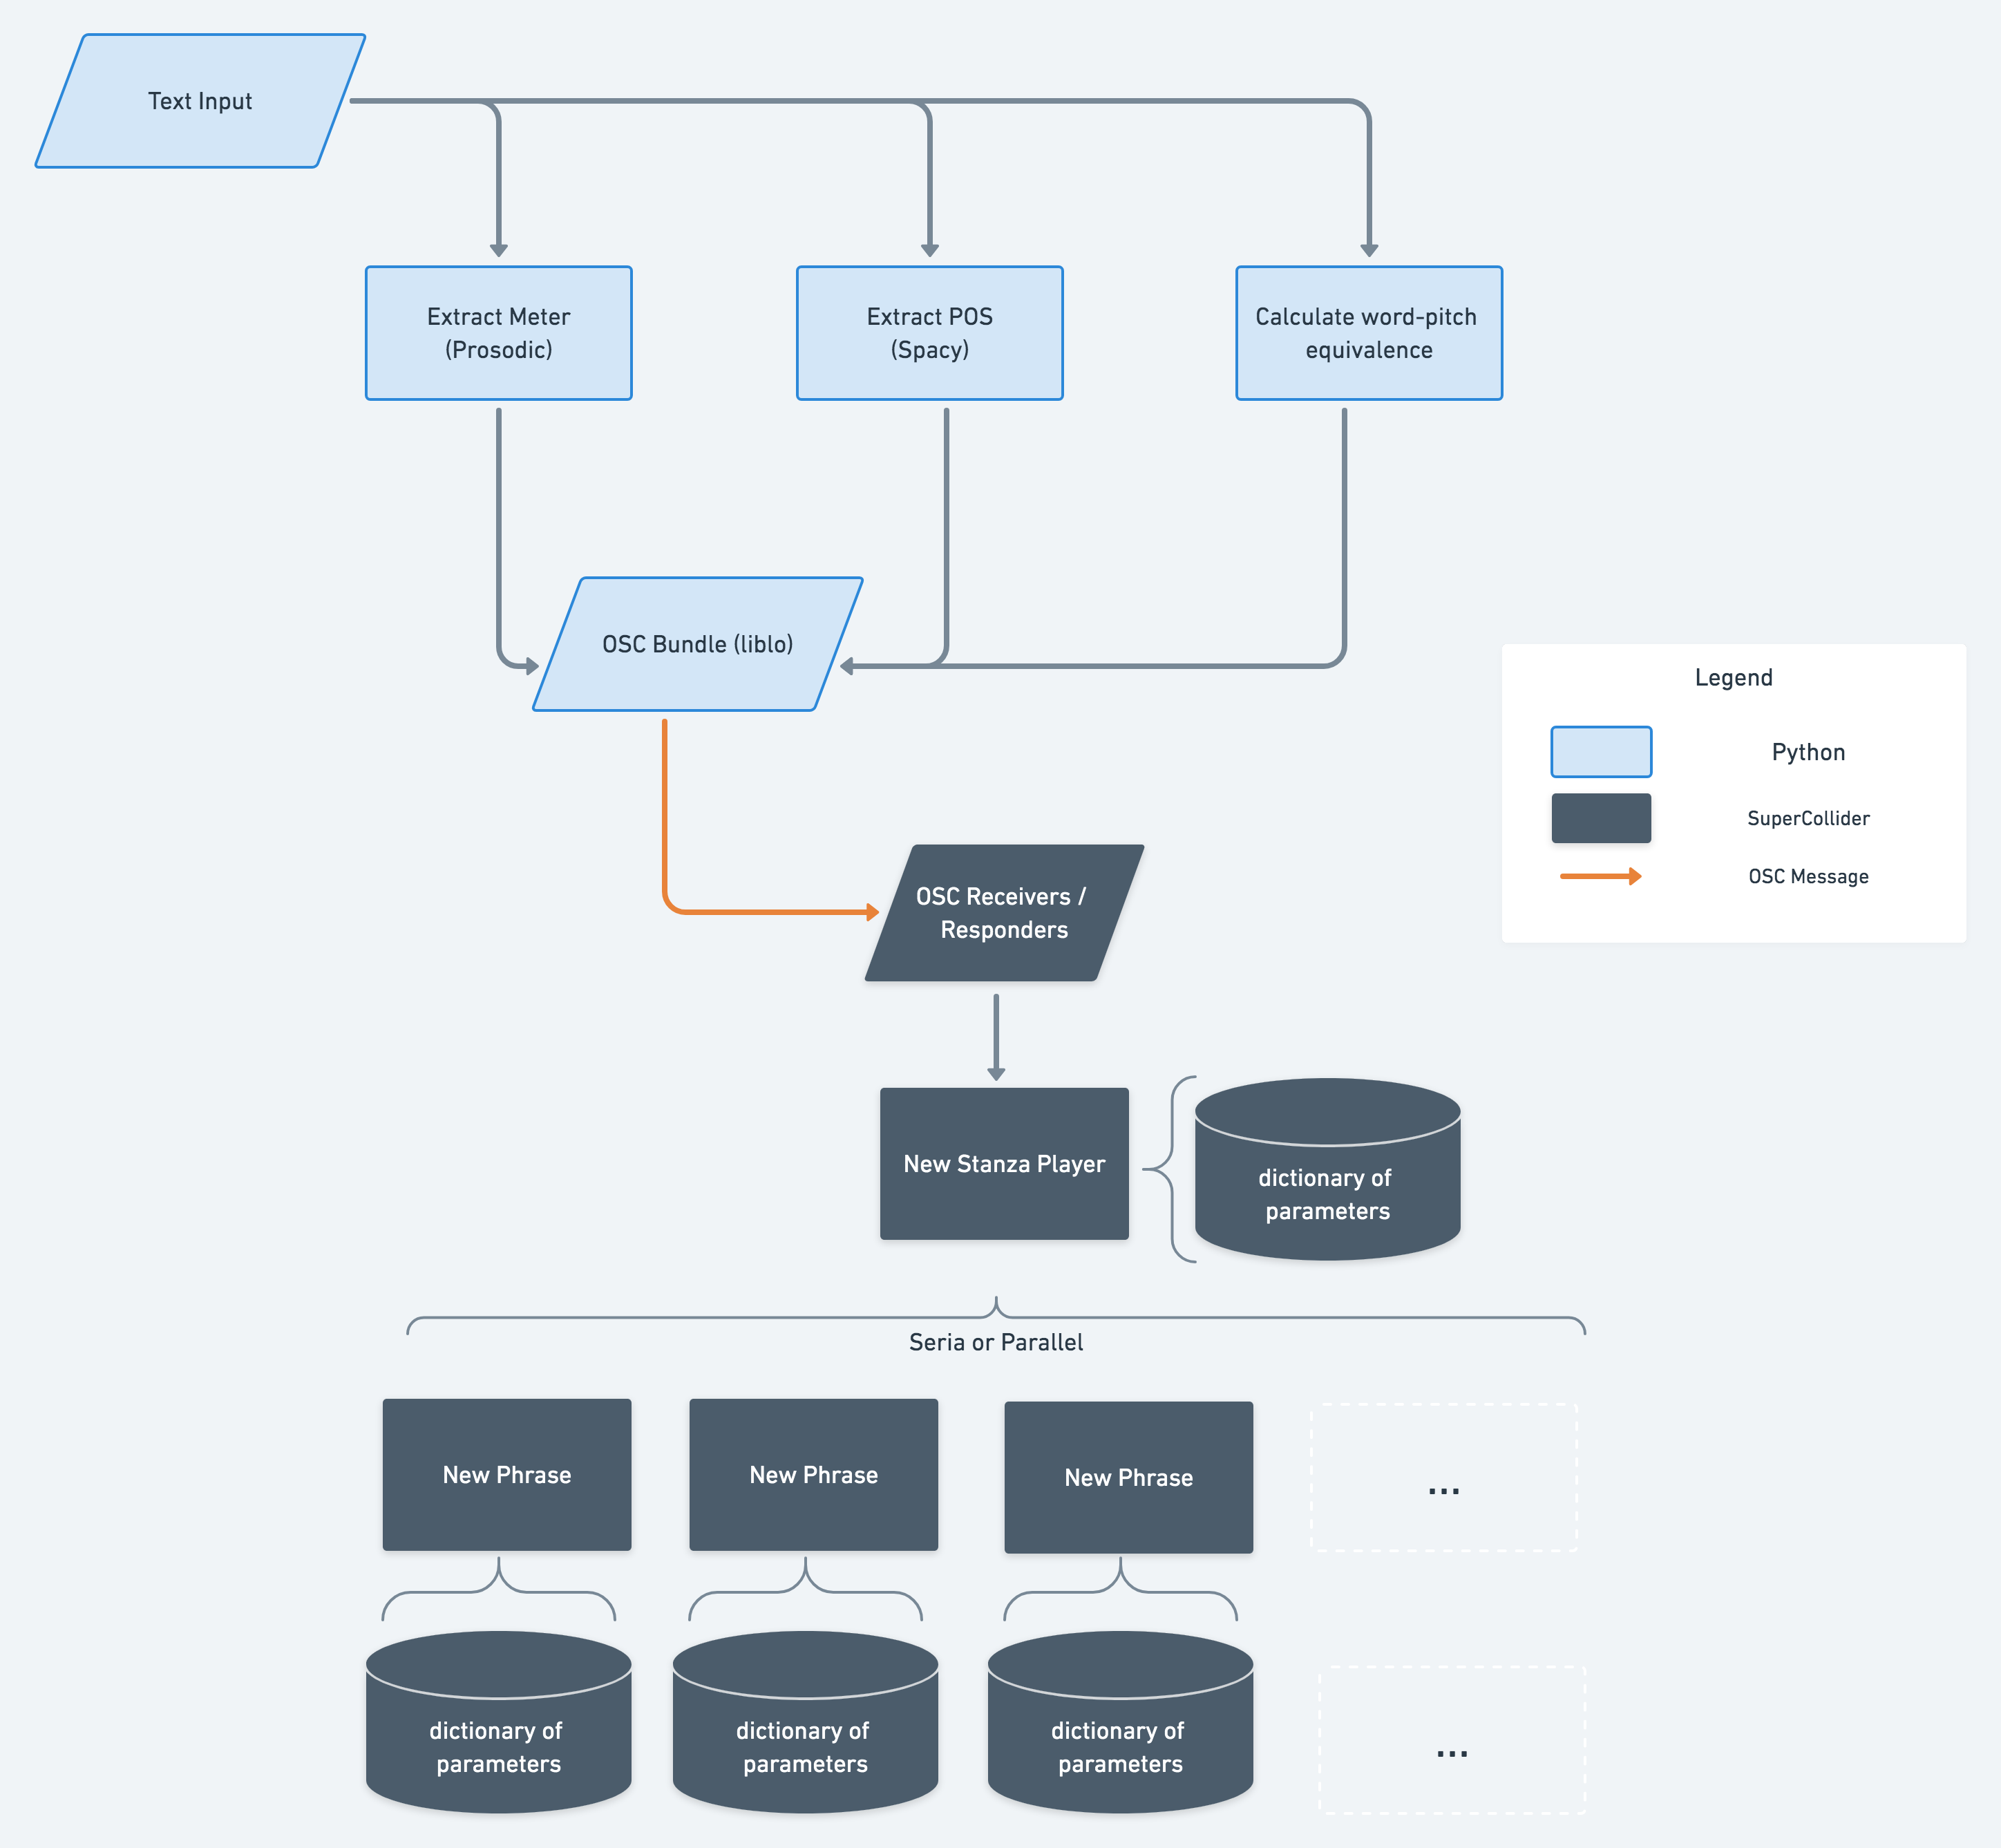 Text Input
Extract Meter
(Prosodic)
Extract POS
(Spacy)
Calculate word-pitch
equivalence
OSC Bundle (liblo)
Legend
Python
SuperCollider
OSC Message
OSC Receivers /
Responders
New Stanza Player
dictionary of
parameters
Seria or Parallel
New Phrase
New Phrase
New Phrase
...
dictionary of
parameters
dictionary of
parameters
dictionary of
parameters
...